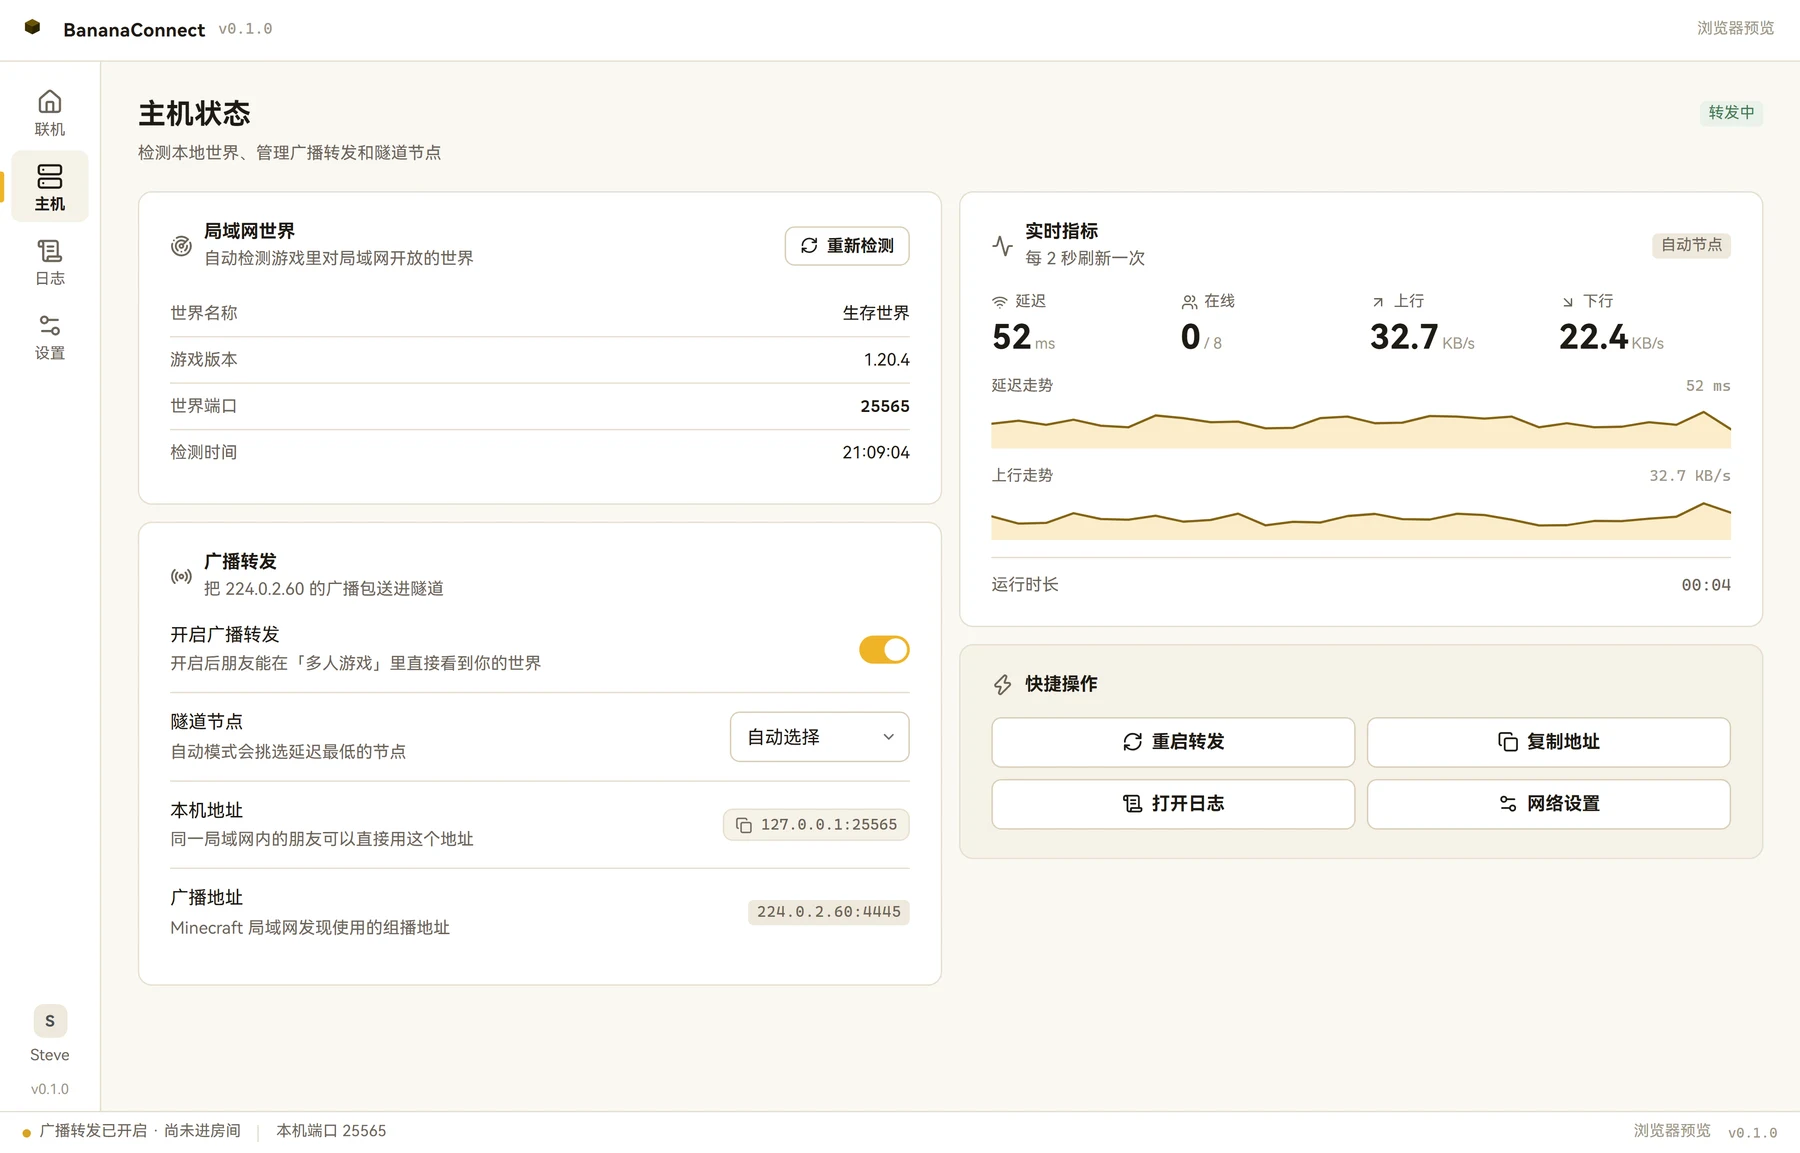 BananaConnect v0.1.0
浏览器预览
联机
主机
日志
设置
S
Steve
v0.1.0
主机状态
检测本地世界、管理广播转发和隧道节点
转发中
局域网世界
自动检测游戏里对局域网开放的世界
重新检测
世界名称 生存世界
游戏版本 1.20.4
世界端口 25565
检测时间 21:09:04
广播转发
把 224.0.2.60 的广播包送进隧道
开启广播转发
开启后朋友能在「多人游戏」里直接看到你的世界
隧道节点
自动模式会挑选延迟最低的节点
自动选择
本机地址
同一局域网内的朋友可以直接用这个地址
127.0.0.1:25565
广播地址
Minecraft 局域网发现使用的组播地址
224.0.2.60:4445
实时指标
每 2 秒刷新一次
自动节点
延迟 在线 上行 下行
52 ms 0 / 8 32.7 KB/s 22.4 KB/s
延迟走势 52 ms
上行走势 32.7 KB/s
运行时长 00:04
快捷操作
重启转发 复制地址
打开日志 网络设置
广播转发已开启 · 尚未进房间 本机端口 25565
浏览器预览 v0.1.0